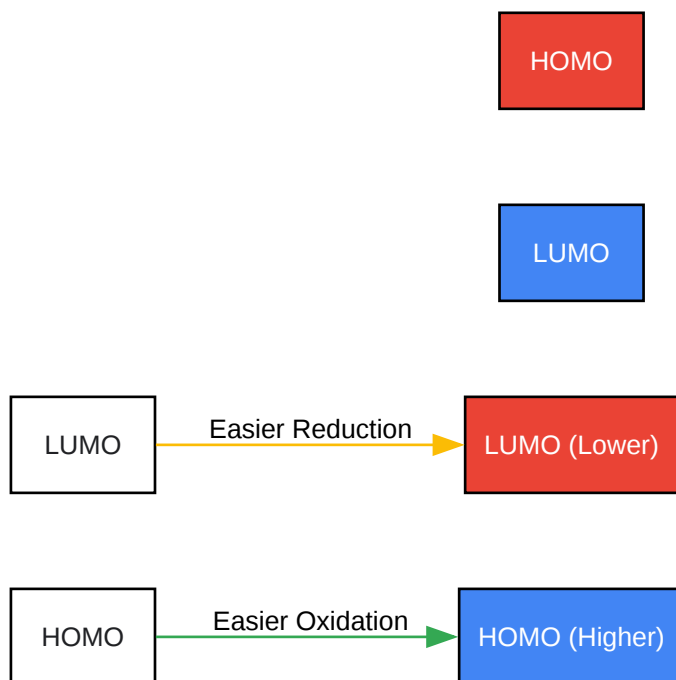 HOMO
LUMO
LUMO
Easier Reduction
LUMO (Lower)
HOMO
Easier Oxidation
HOMO (Higher)